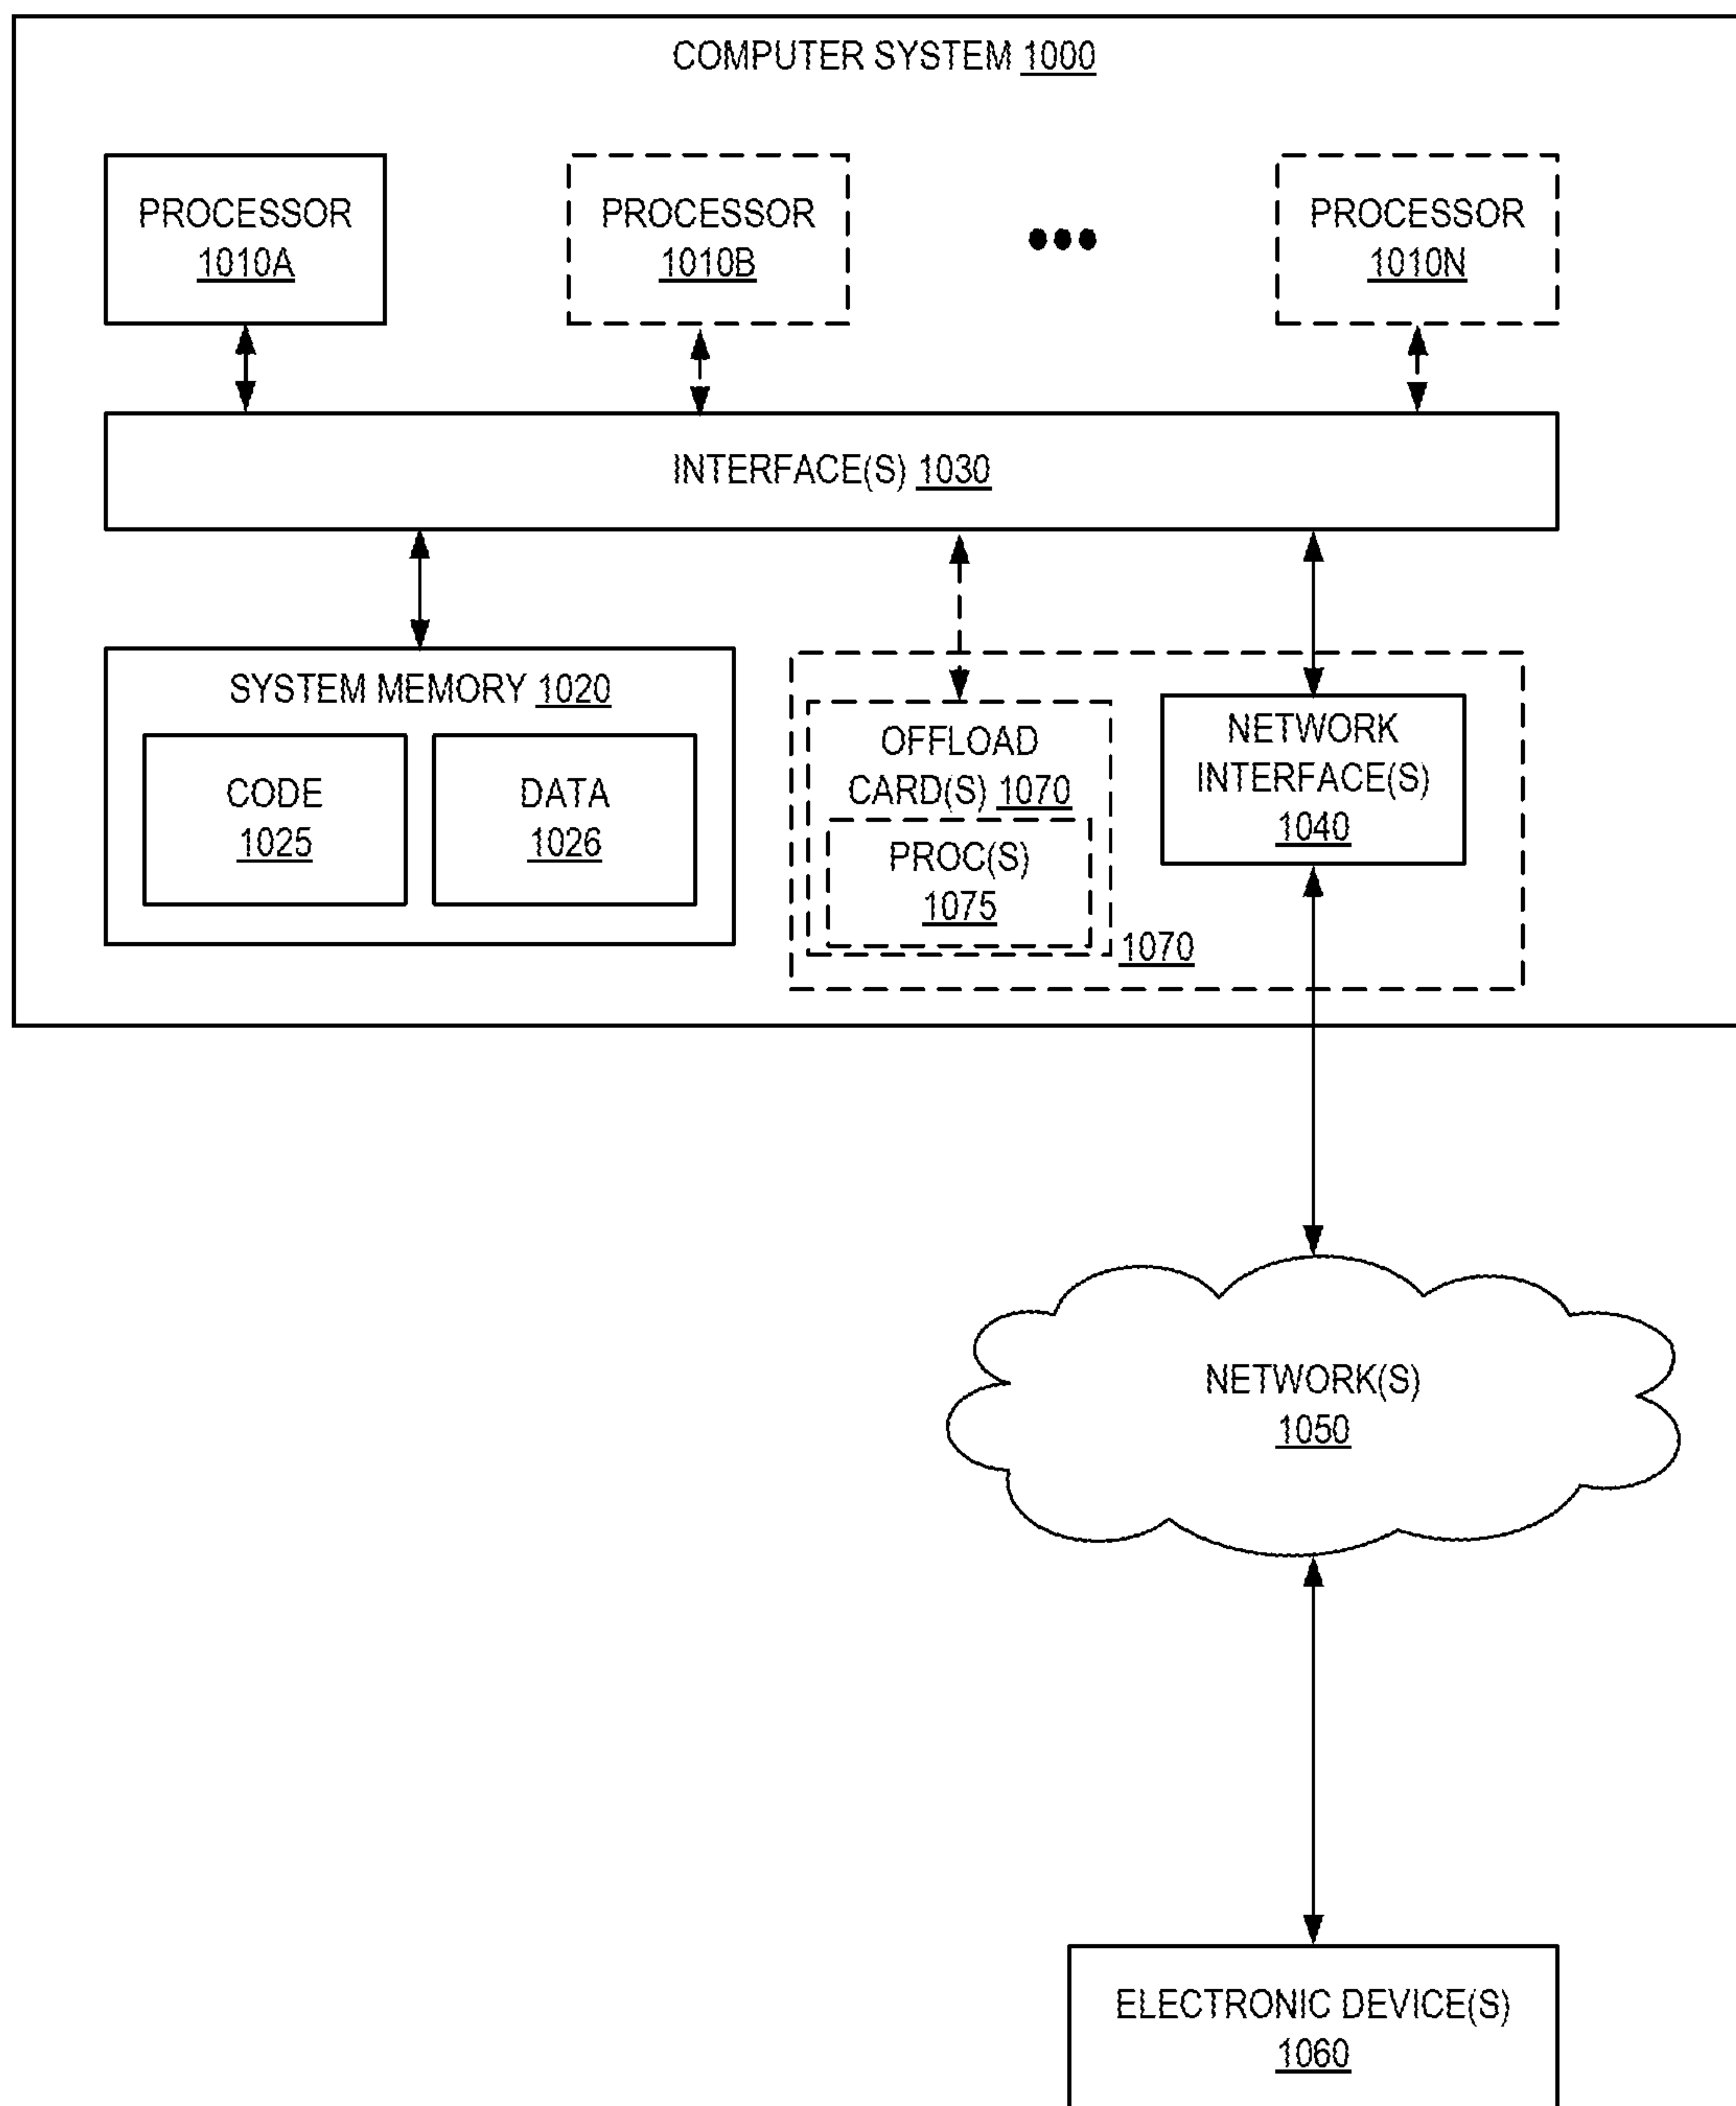 COMPUTER SYSTEM 1000
PROCESSOR
1010A
PROCESSOR
1010B
PROCESSOR
1010N
INTERFACE(S) 1030
SYSTEM MEMORY 1020
CODE
1025
DATA
1026
OFFLOAD
CARD(S) 1070
PROC(S)
1075
1070
NETWORK
INTERFACE(S)
1040
NETWORK(S)
1050
ELECTRONIC DEVICE(S)
1060